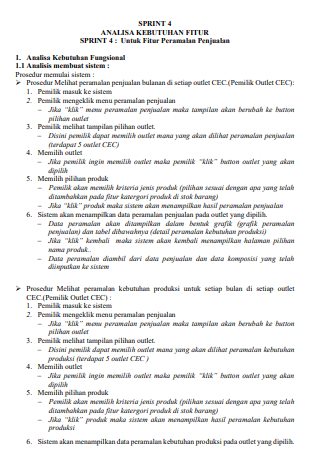 SPRINT 4
ANALISA KEBUTUHAN FITUR
SPRINT 4 : Untuk Fitur Peramalan Penjualan
1. Analisa Kebutuhan Fungsional
1.1 Analisis membuat sistem :
Prosedur memulai sistem :
➢ Prosedur Melihat peramalan penjualan bulanan di setiap outlet CEC.(Pemilik Outlet CEC):
1. Pemilik masuk ke sistem
2. Pemilik mengeklik menu peramalan penjualan
– Jika "klik" menu peramalan penjualan maka tampilan akan berubah ke button
pilihan outlet
3. Pemilik melihat tampilan pilihan outlet.
– Disini pemilik dapat memilih outlet mana yang akan dilihat peramalan penjualan
(terdapat 5 outlet CEC)
4. Memilih outlet
– Jika pemilik ingin memilih outlet maka pemilik "klik" button outlet yang akan
dipilih
5. Memilih pilihan produk
– Pemilik akan memilih kriteria jenis produk (pilihan sesuai dengan apa yang telah
ditambahkan pada fitur katergori produk di stok barang)
– Jika "klik" produk maka sistem akan menampilkan hasil peramalan penjualan
6. Sistem akan menampilkan data peramalan penjualan pada outlet yang dipilih.
– Data peramalan akan ditampilkan dalam bentuk grafik (grafik peramalan
penjualan) dan tabel dibawahnya (detail peramalan kebutuhan produksi)
– Jika "klik" kembali maka sistem akan kembali menampilkan halaman pilihan
nama produk..
– Data peramalan diambil dari data penjualan dan data komposisi yang telah
diinputkan ke sistem
➢ Prosedur Melihat peramalan kebutuhan produksi untuk setiap bulan di setiap outlet
CEC.(Pemilik Outlet CEC) :
1. Pemilik masuk ke sistem
2. Pemilik mengeklik menu peramalan penjualan
– Jika "klik" menu peramalan penjualan maka tampilan akan berubah ke button
pilihan outlet
3. Pemilik melihat tampilan pilihan outlet.
– Disini pemilik dapat memilih outlet mana yang akan dilihat peramalan kebutuhan
produksi (terdapat 5 outlet CEC )
4. Memilih outlet
– Jika pemilik ingin memilih outlet maka pemilik "klik" button outlet yang akan
dipilih
5. Memilih pilihan produk
– Pemilik akan memilih kriteria jenis produk (pilihan sesuai dengan apa yang telah
ditambahkan pada fitur katergori produk di stok barang)
– Jika "klik" produk maka sistem akan menampilkan hasil peramalan kebutuhan
produksi
6. Sistem akan menampilkan data peramalan kebutuhan produksi pada outlet yang dipilih.